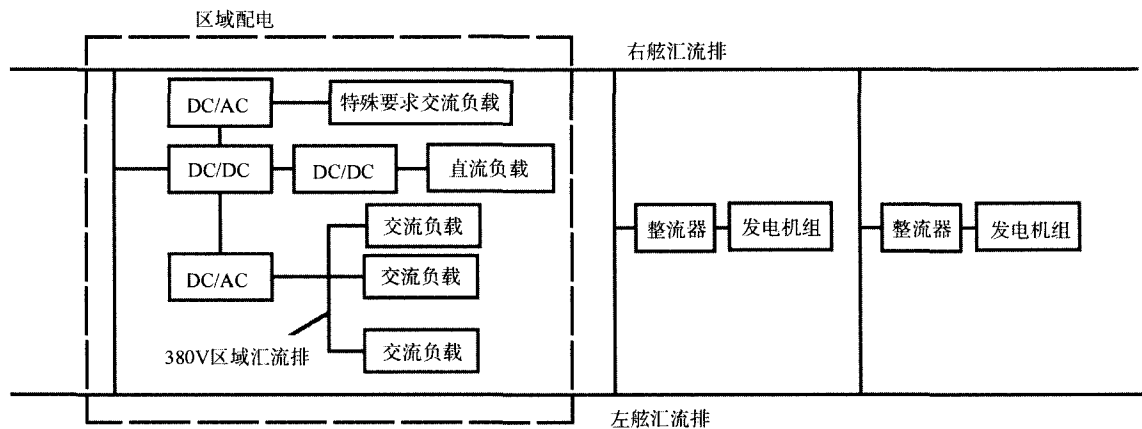 区域配电
右舷汇流排
DC/AC
特殊要求交流负载
DC/DC
DC/DC
直流负载
交流负载
整流器
发电机组
整流器
发电机组
DC/AC
交流负载
380V区域汇流排
交流负载
左舷汇流排